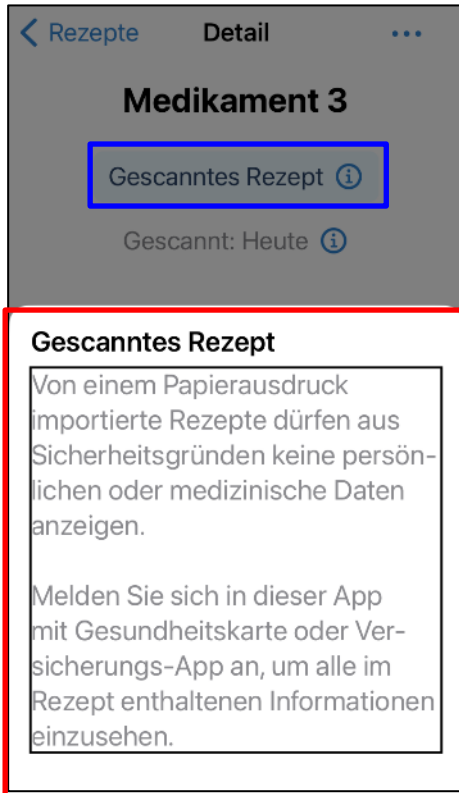 Rezepte Detail ...
Medikament 3
Gescanntes Rezept
Gescannt: Heute
Gescanntes Rezept
Von einem Papierausdruck
importierte Rezepte dürfen aus
Sicherheitsgründen keine persön-
lichen oder medizinische Daten
anzeigen.
Melden Sie sich in dieser App
mit Gesundheitskarte oder Ver-
sicherungs-App an, um alle im
Rezept enthaltenen Informationen
einzusehen.